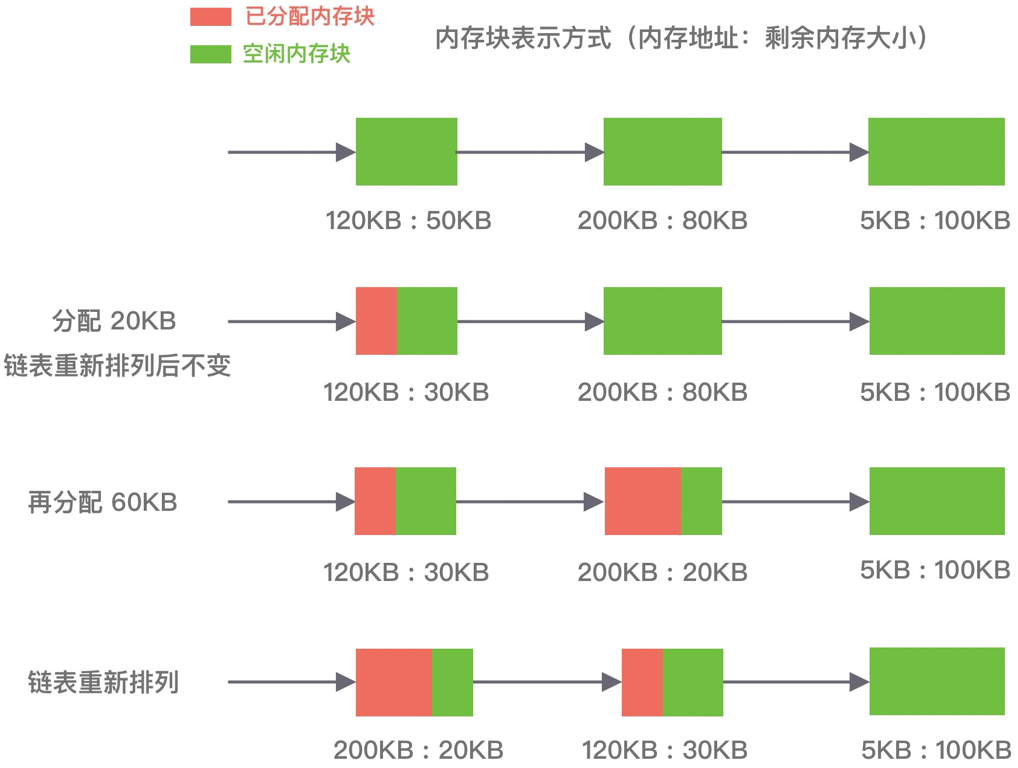 已分配内存块
空闲内存块
内存块表示方式（内存地址：剩余内存大小）
120KB : 50KB
200KB : 80KB
5KB : 100KB
分配 20KB
链表重新排列后不变
120KB : 30KB
200KB : 80KB
5KB : 100KB
再分配 60KB
120KB : 30KB
200KB : 20KB
5KB : 100KB
链表重新排列
200KB : 20KB
120KB : 30KB
5KB : 100KB